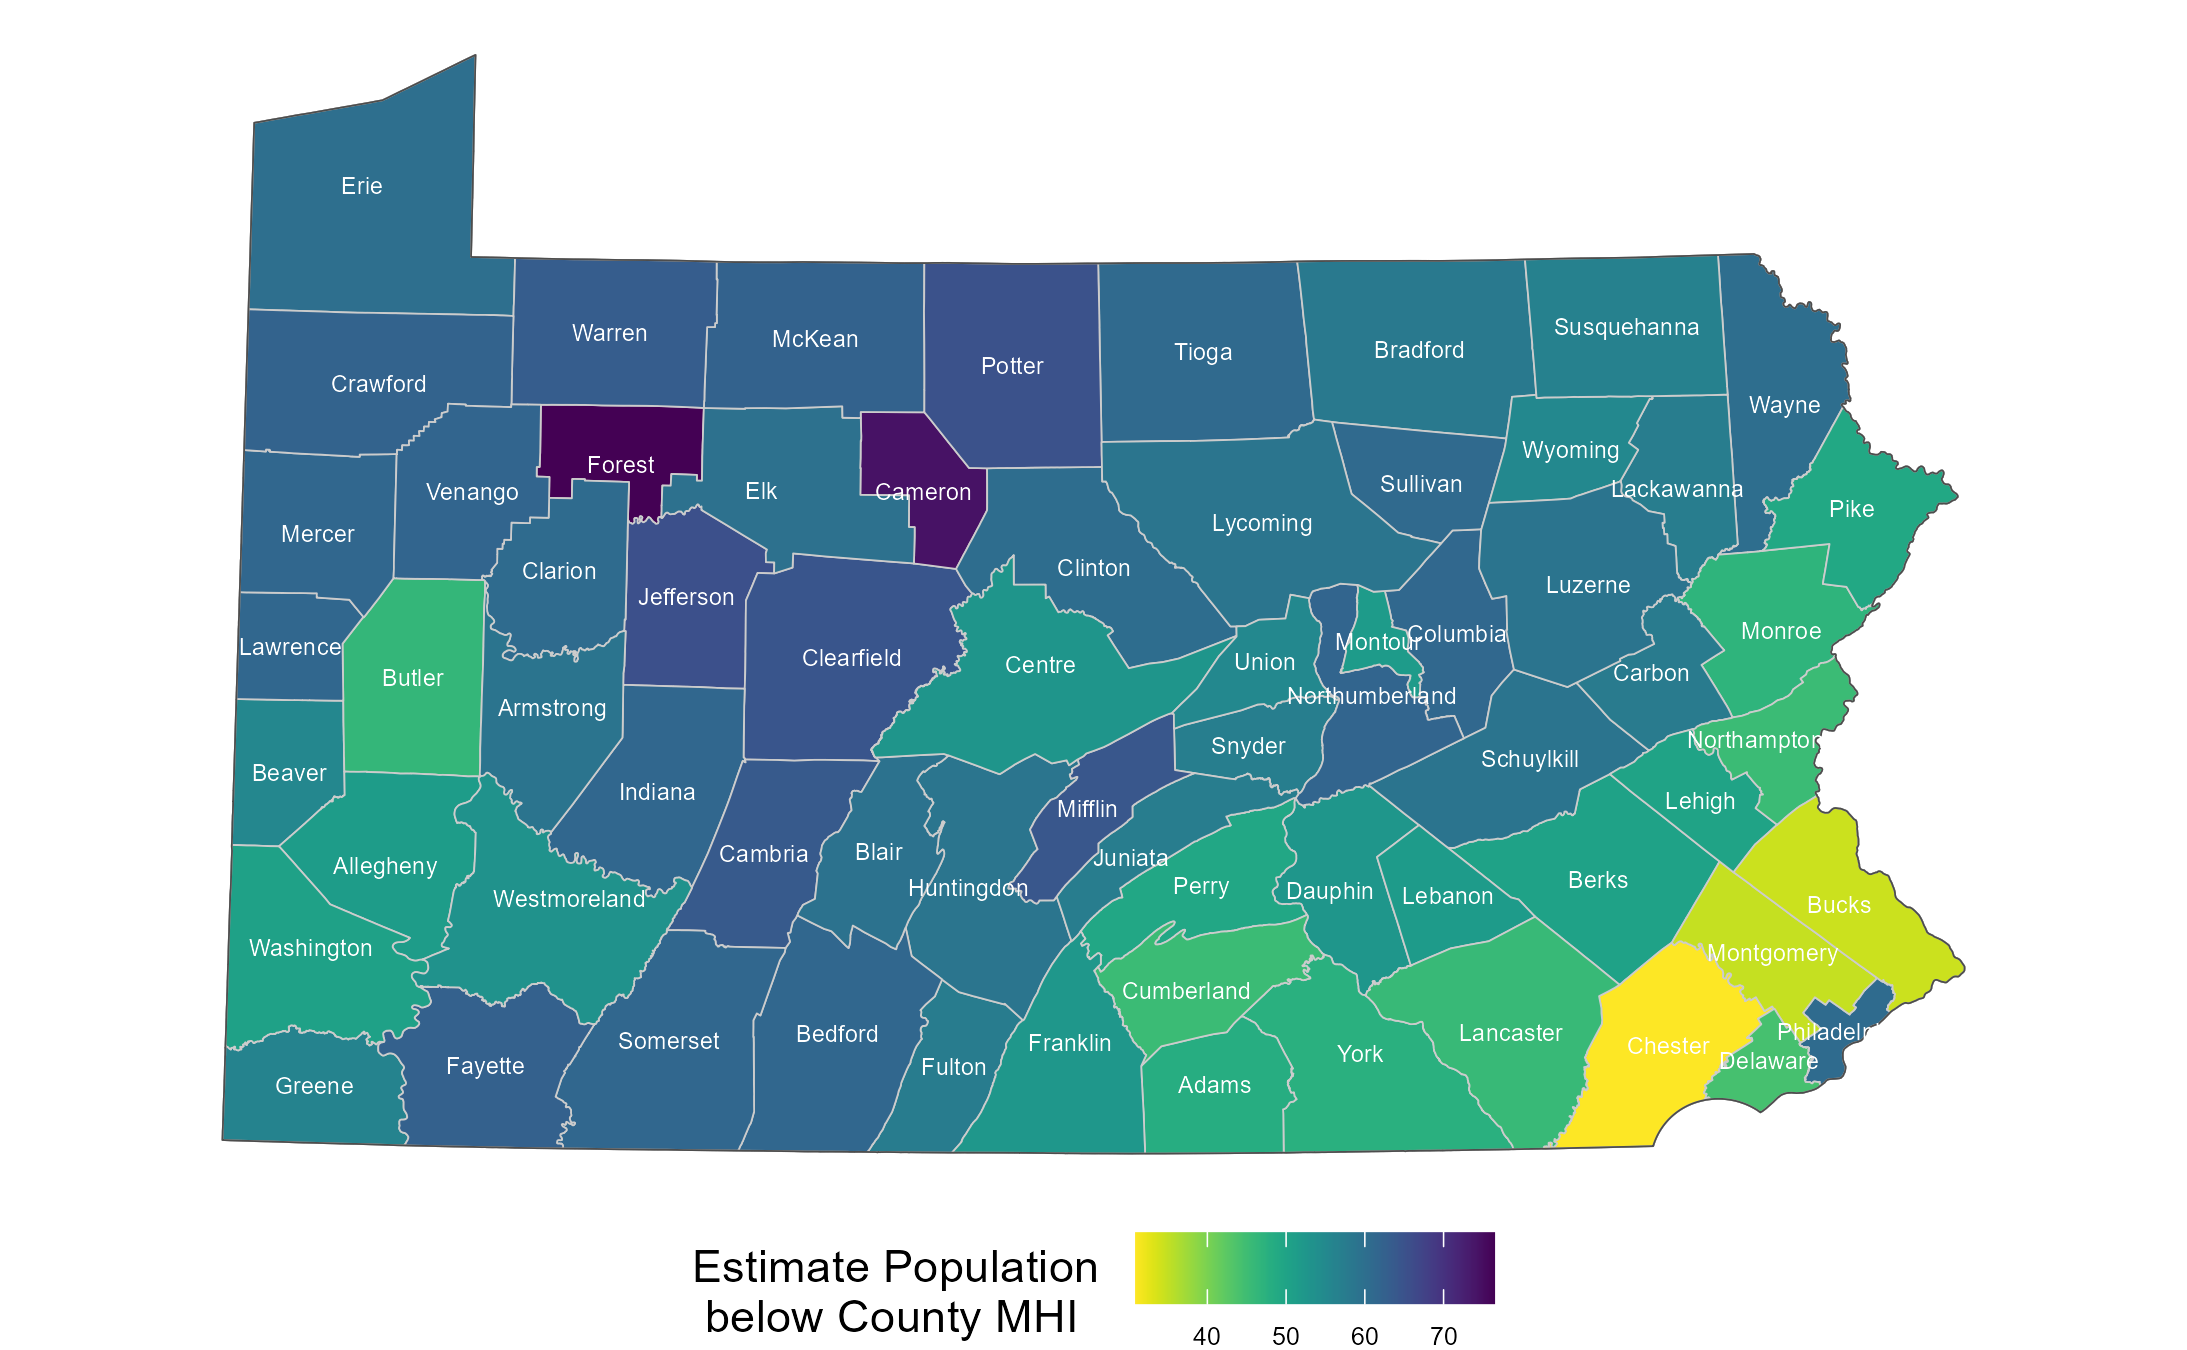 Erie
Susquehanna
Warren
McKean
Bradford
Tioga
Potter
Crawford
Wayne
Wyoming
Forest
Sullivan
Lackawanna
Elk
Cameron
Venango
Pike
Lycoming
Mercer
Clinton
Clarion
Luzerne
Jefferson
Monroe
Columbia
Montour
Lawrence
Clearfield
Union
Centre
Carbon
Butler
Northumberland
Armstrong
Northampton
Snyder
Schuylkill
Beaver
Indiana
Lehigh
Mifflin
Blair
Cambria
Juniata
Allegheny
Berks
Perry
Huntingdon
Dauphin
Lebanon
Westmoreland
Bucks
Washington
Montgomery
Cumberland
Philadelph
Lancaster
Bedford
Somerset
Franklin
Chester
York
Delaware
Fayette
Fulton
Adams
Greene
Estimate Population
below County MHI
40 50 60 70